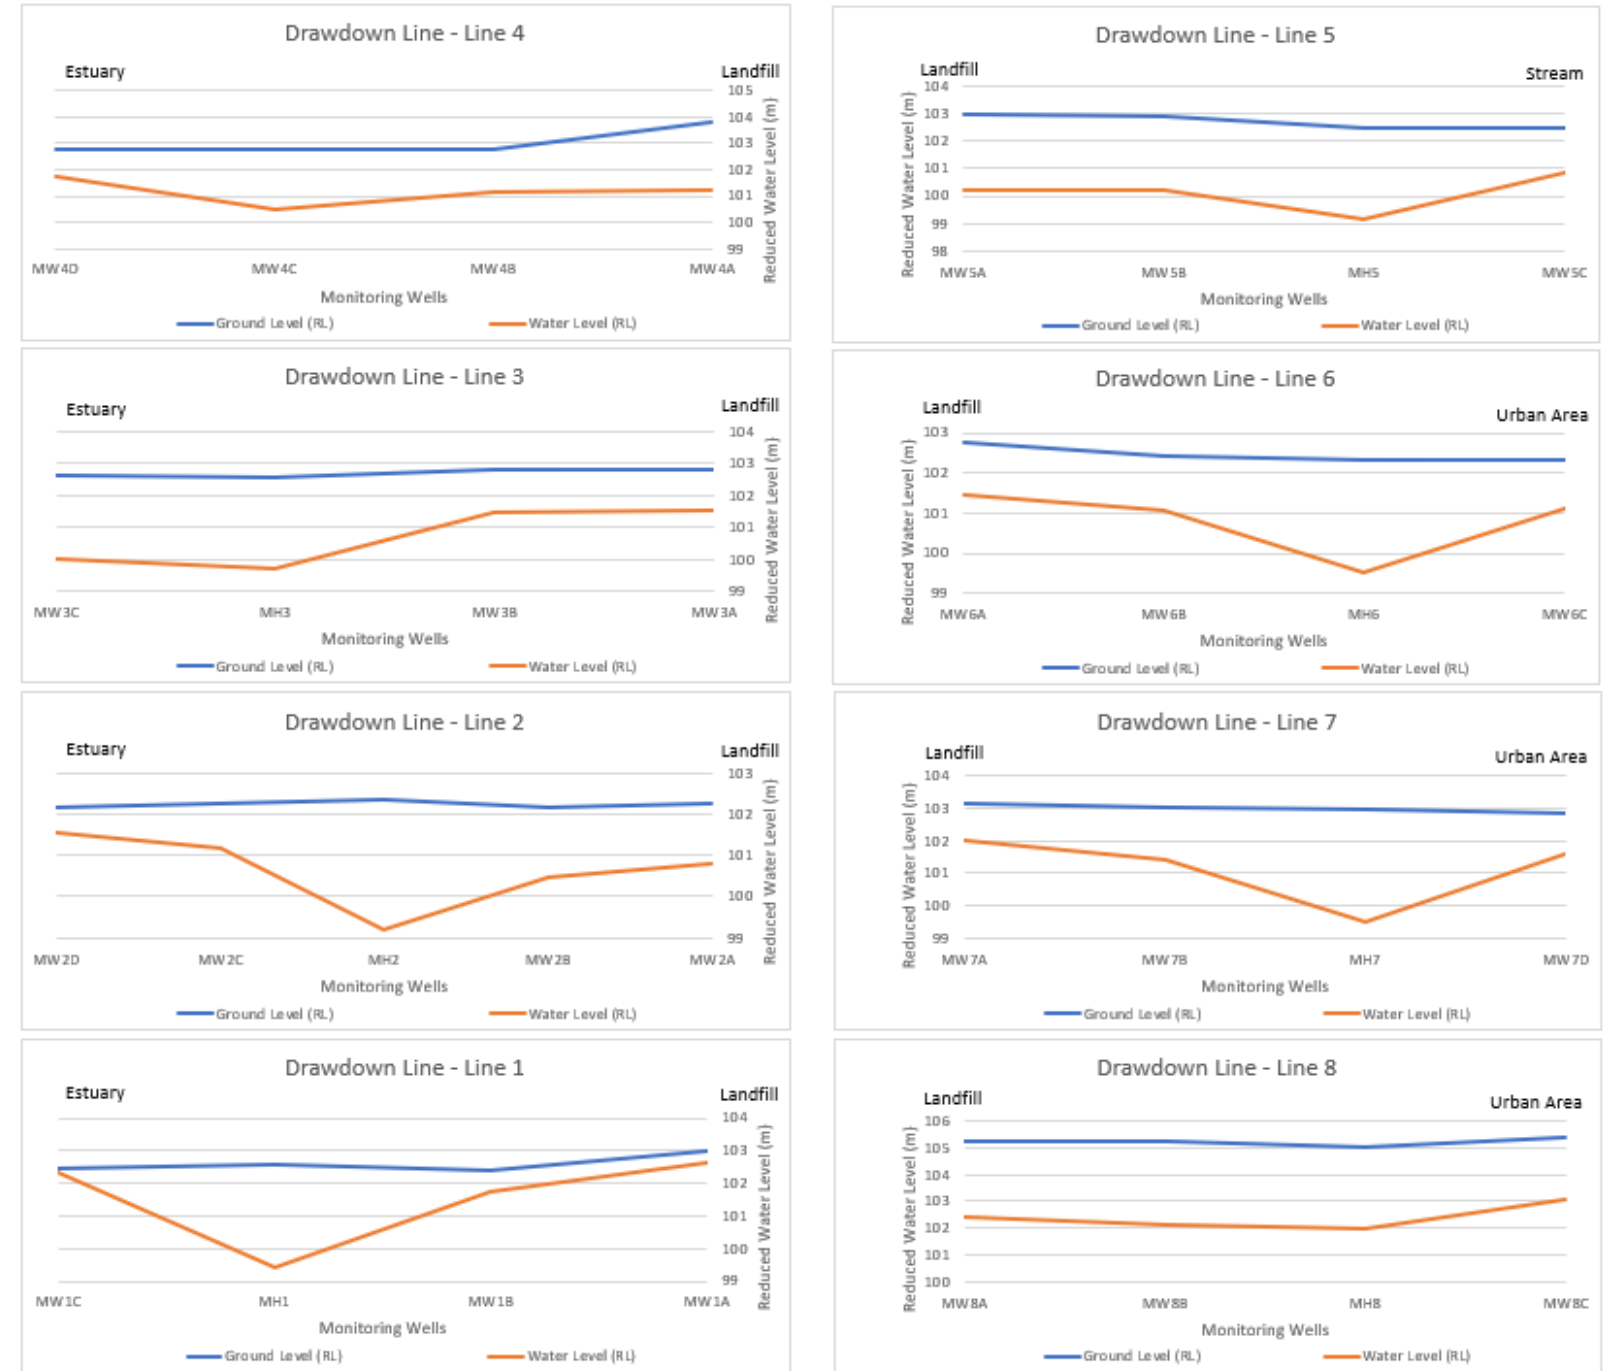 Drawdown Line - Line 4
Estuary
Landfill
105
104
103
102
101
100
99
Reduced Water Level (m)
MW4D MW4C MW4B MW4A
Monitoring Wells
Ground Level (RL) Water Level (RL)
Drawdown Line - Line 5
Landfill
Stream
104
103
102
101
100
99
98
Reduced Water Level (m)
MW5A MW5B MH5 MW5C
Monitoring Wells
Ground Level (RL) Water Level (RL)
Drawdown Line - Line 3
Estuary
Landfill
104
103
102
101
100
99
Reduced Water Level (m)
MW3C MH3 MW3B MW3A
Monitoring Wells
Ground Level (RL) Water Level (RL)
Drawdown Line - Line 6
Landfill
Urban Area
103
102
101
100
99
Reduced Water Level (m)
MW6A MW6B MH6 MW6C
Monitoring Wells
Ground Level (RL) Water Level (RL)
Drawdown Line - Line 2
Estuary
Landfill
103
102
101
100
99
Reduced Water Level (m)
MW2D MW2C MH2 MW2B MW2A
Monitoring Wells
Ground Level (RL) Water Level (RL)
Drawdown Line - Line 7
Landfill
Urban Area
104
103
102
101
100
99
Reduced Water Level (m)
MW7A MW7B MH7 MW7D
Monitoring Wells
Ground Level (RL) Water Level (RL)
Drawdown Line - Line 1
Estuary
Landfill
104
103
102
101
100
99
Reduced Water Level (m)
MW1C MH1 MW1B MW1A
Monitoring Wells
Ground Level (RL) Water Level (RL)
Drawdown Line - Line 8
Landfill
Urban Area
106
105
104
103
102
101
100
Reduced Water Level (m)
MW8A MW8B MH8 MW8C
Monitoring Wells
Ground Level (RL) Water Level (RL)